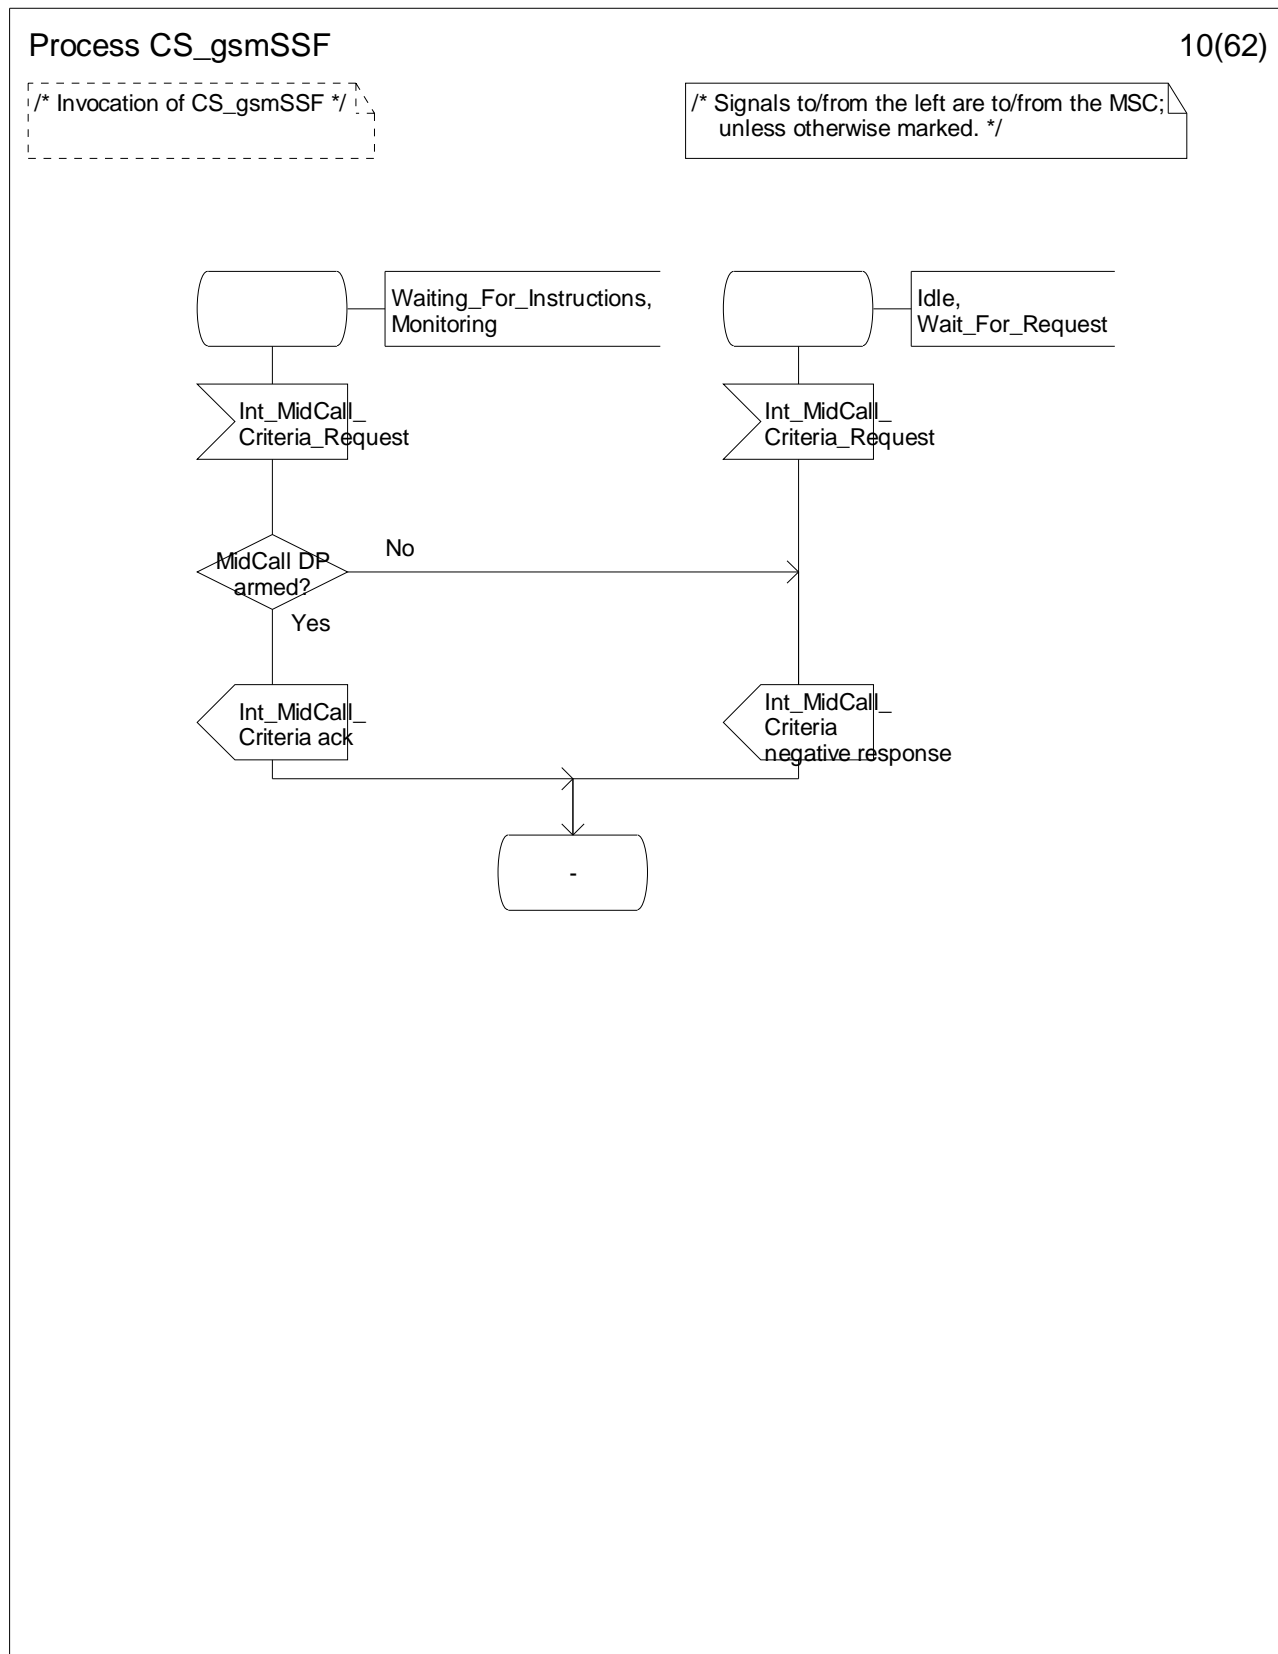 Process CS_gsmSSF
10(62)
/* Invocation of CS_gsmSSF */
/* Signals to/from the left are to/from the MSC;
unless otherwise marked. */
Waiting_For_Instructions,
Monitoring
Idle,
Wait_For_Request
Int_MidCall_
Criteria_Request
Int_MidCall_
Criteria_Request
MidCall DP
armed?
No
Yes
Int_MidCall_
Criteria ack
Int_MidCall_
Criteria
negative response
-